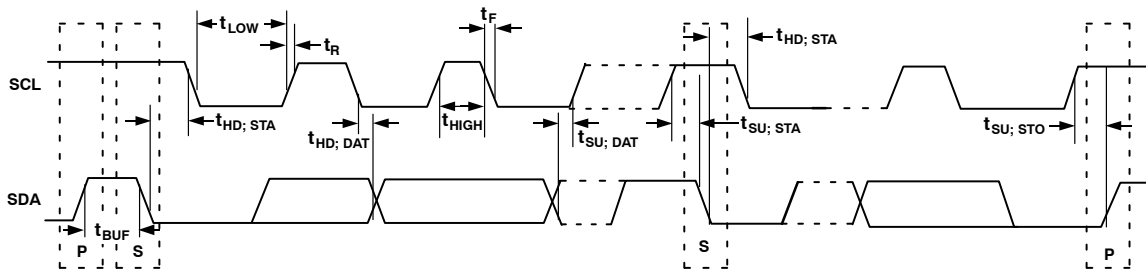 tLOW
tR
tF
tHD; STA
SCL
tHD; STA
tHD; DAT
tHIGH
tSU; DAT
tSU; STA
tSU; STO
SDA
tBUF
P
S
S
P